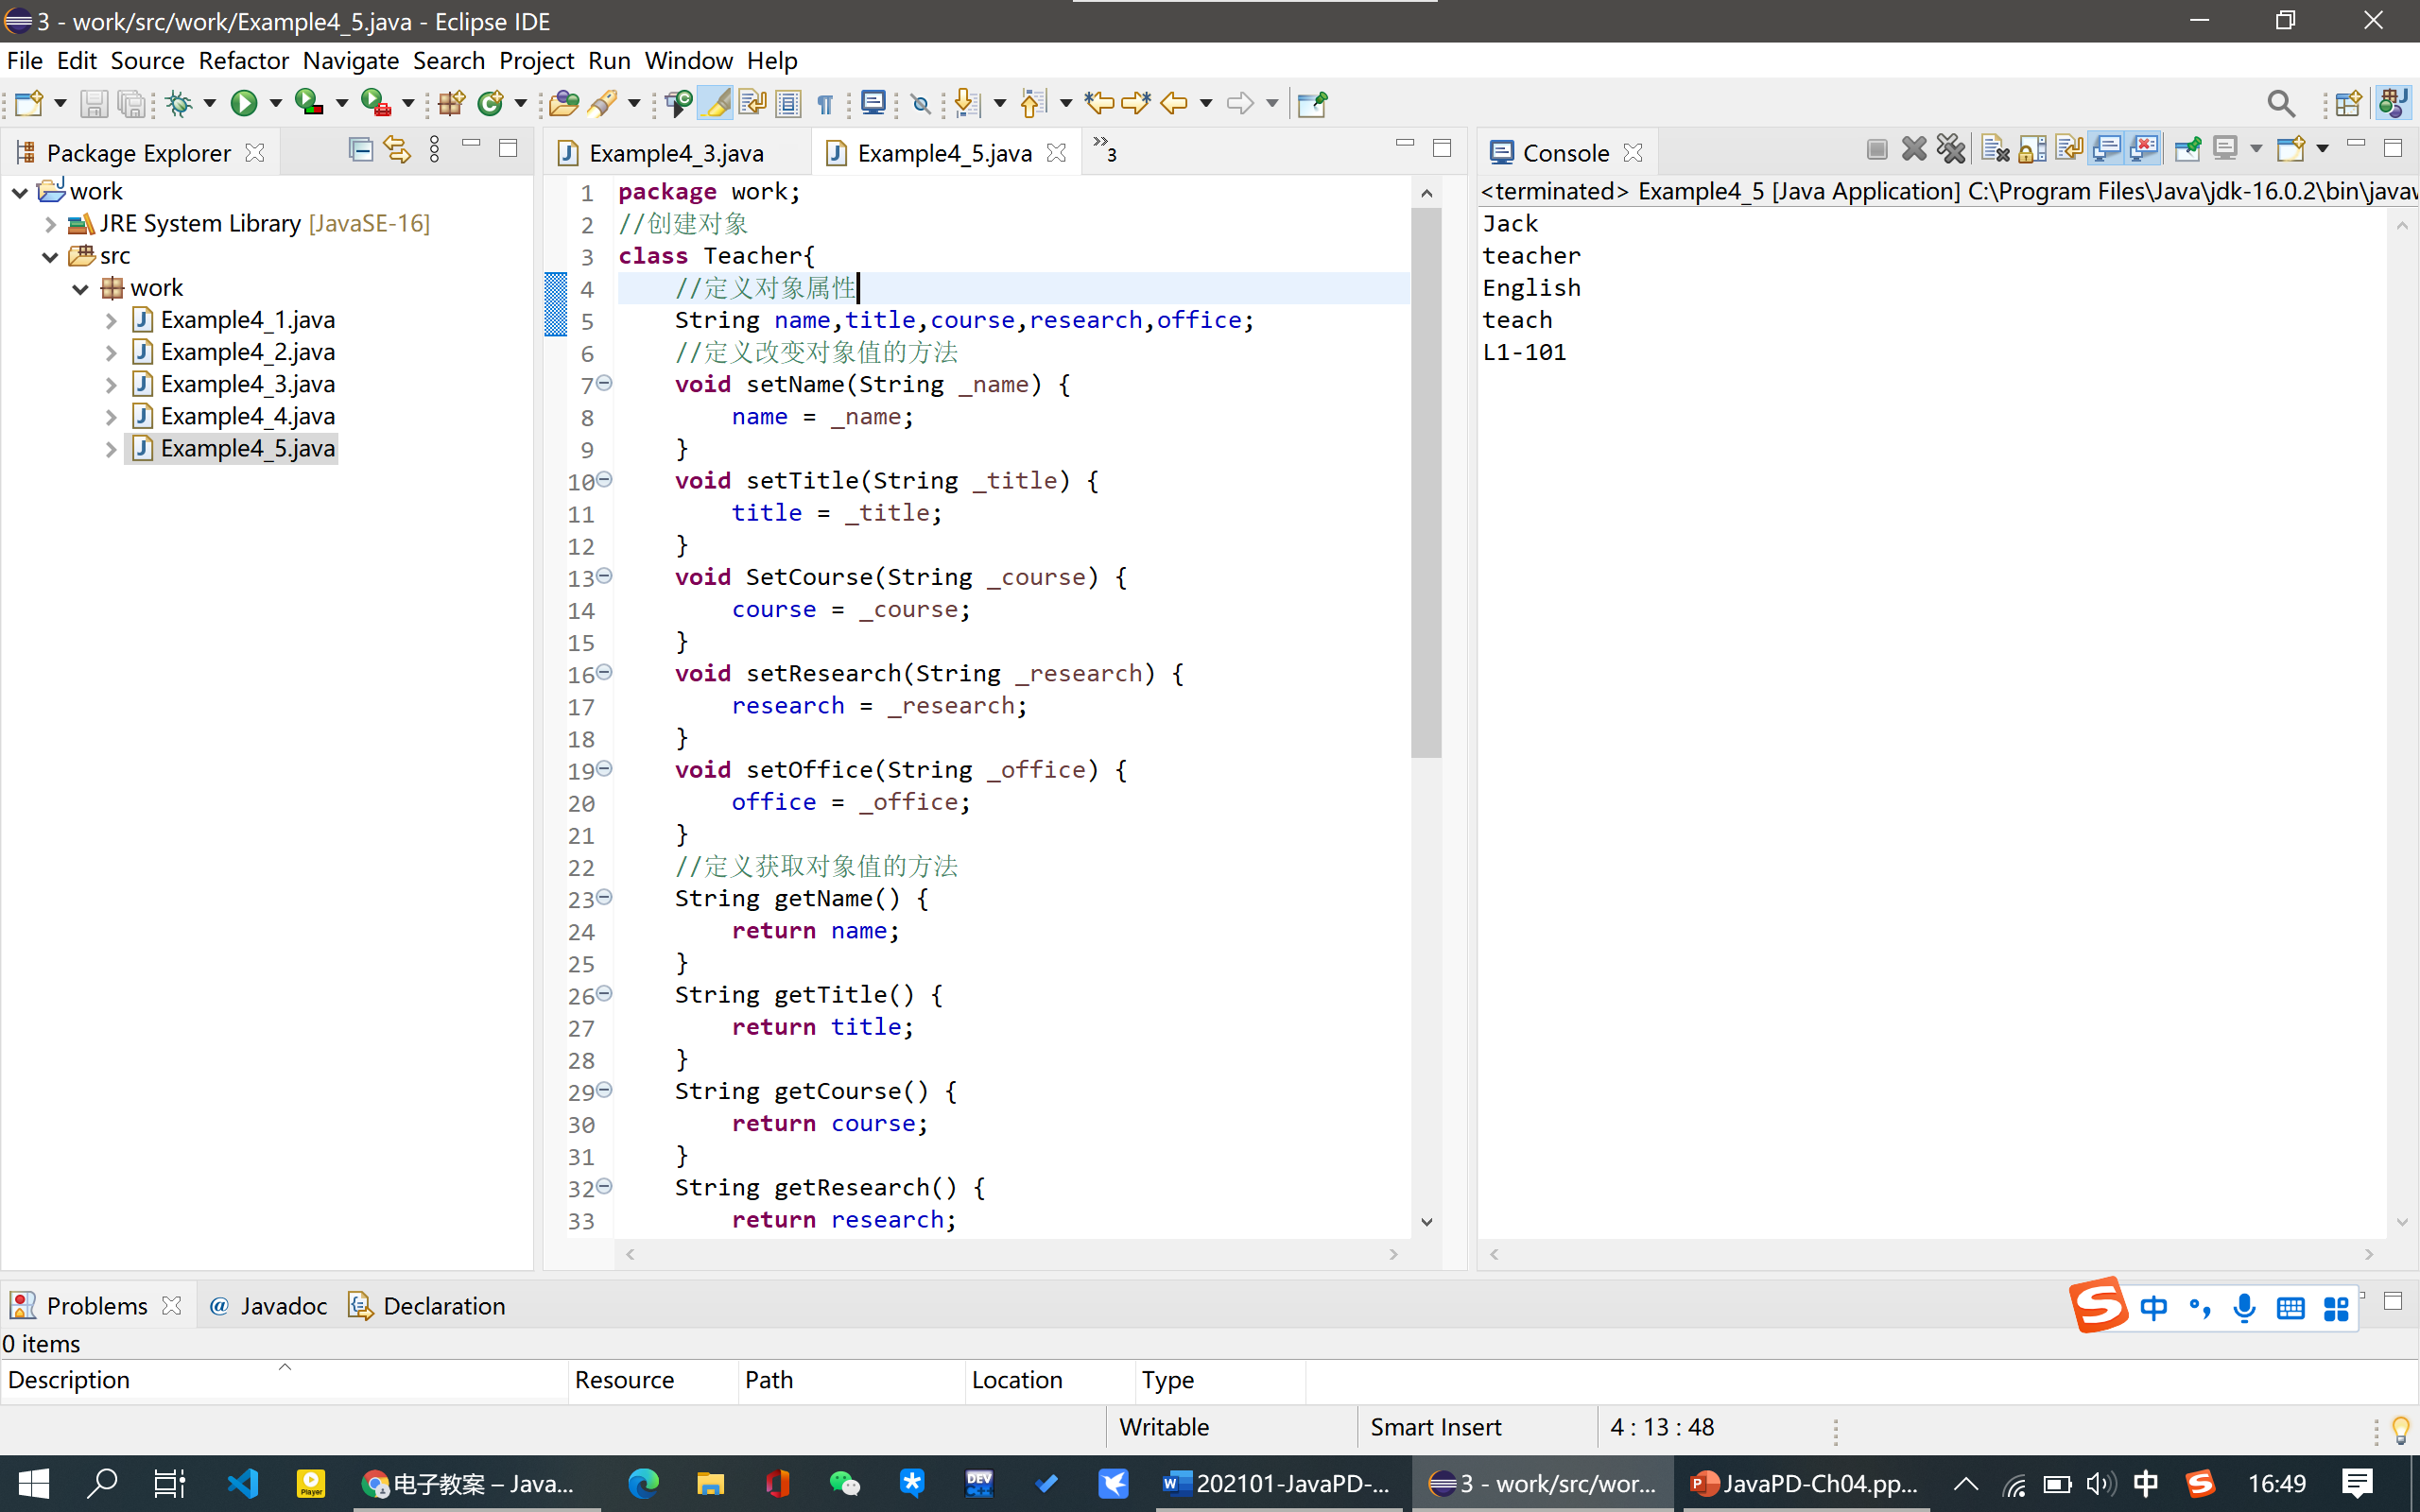 3 - work/src/work/Example4_5.java - Eclipse IDE
File Edit Source Refactor Navigate Search Project Run Window Help
Package Explorer
work
JRE System Library [JavaSE-16]
src
work
Example4_1.java
Example4_2.java
Example4_3.java
Example4_4.java
Example4_5.java
Example4_3.java
Example4_5.java
»3
1 package work;
2 //创建对象
3 class Teacher{
4 //定义对象属性
5 String name,title,course,research,office;
6 //定义改变对象值的方法
7 void setName(String _name) {
8 name = _name;
9 }
10 void setTitle(String _title) {
11 title = _title;
12 }
13 void SetCourse(String _course) {
14 course = _course;
15 }
16 void setResearch(String _research) {
17 research = _research;
18 }
19 void setOffice(String _office) {
20 office = _office;
21 }
22 //定义获取对象值的方法
23 String getName() {
24 return name;
25 }
26 String getTitle() {
27 return title;
28 }
29 String getCourse() {
30 return course;
31 }
32 String getResearch() {
33 return research;
Console
<terminated> Example4_5 [Java Application] C:\Program Files\Java\jdk-16.0.2\bin\javaw
Jack
teacher
English
teach
L1-101
Problems
@ Javadoc
Declaration
中
0 items
Description Resource Path Location Type
Writable Smart Insert 4 : 13 : 48
Player
电子教案 – Java...
DEV C++
202101-JavaPD-...
3 - work/src/wor...
JavaPD-Ch04.pp...
中
16:49